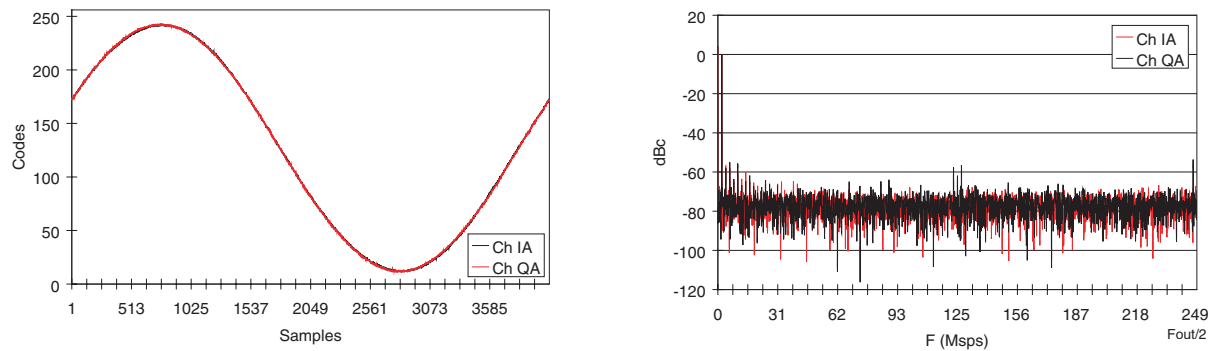 250
200
150
100
50
0
Codes
Ch IA
Ch QA
1 513 1025 1537 2049 2561 3073 3585
Samples
20
0
-20
-40
-60
-80
-100
-120
dBc
Ch IA
Ch QA
0 31 62 93 125 156 187 218 249
F (Msps)
Fout/2